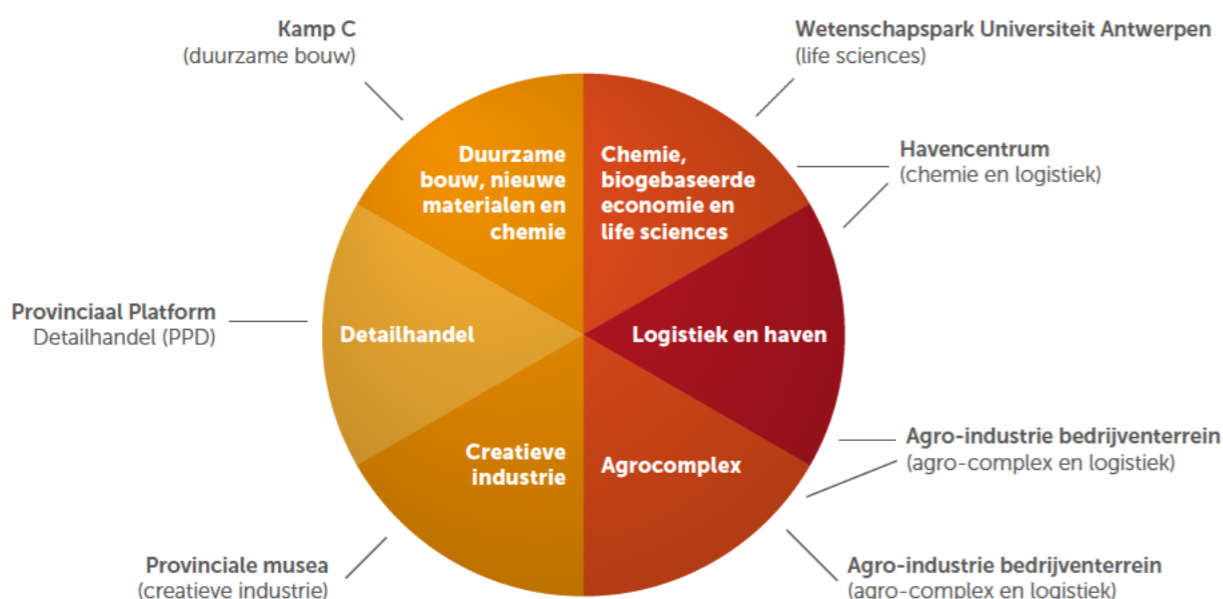 Kamp C
(duurzame bouw)
Wetenschapspark Universiteit Antwerpen
(life sciences)
Havencentrum
(chemie en logistiek)
Duurzame
bouw, nieuwe
materialen en
chemie
Chemie,
biogebaseerde
economie en
life sciences
Provinciaal Platform
Detailhandel (PPD)
Detailhandel
Logistiek en haven
Creatieve
industrie
Agrocomplex
Agro-industrie bedrijventerrein
(agro-complex en logistiek)
Provinciale musea
(creatieve industrie)
Agro-industrie bedrijventerrein
(agro-complex en logistiek)